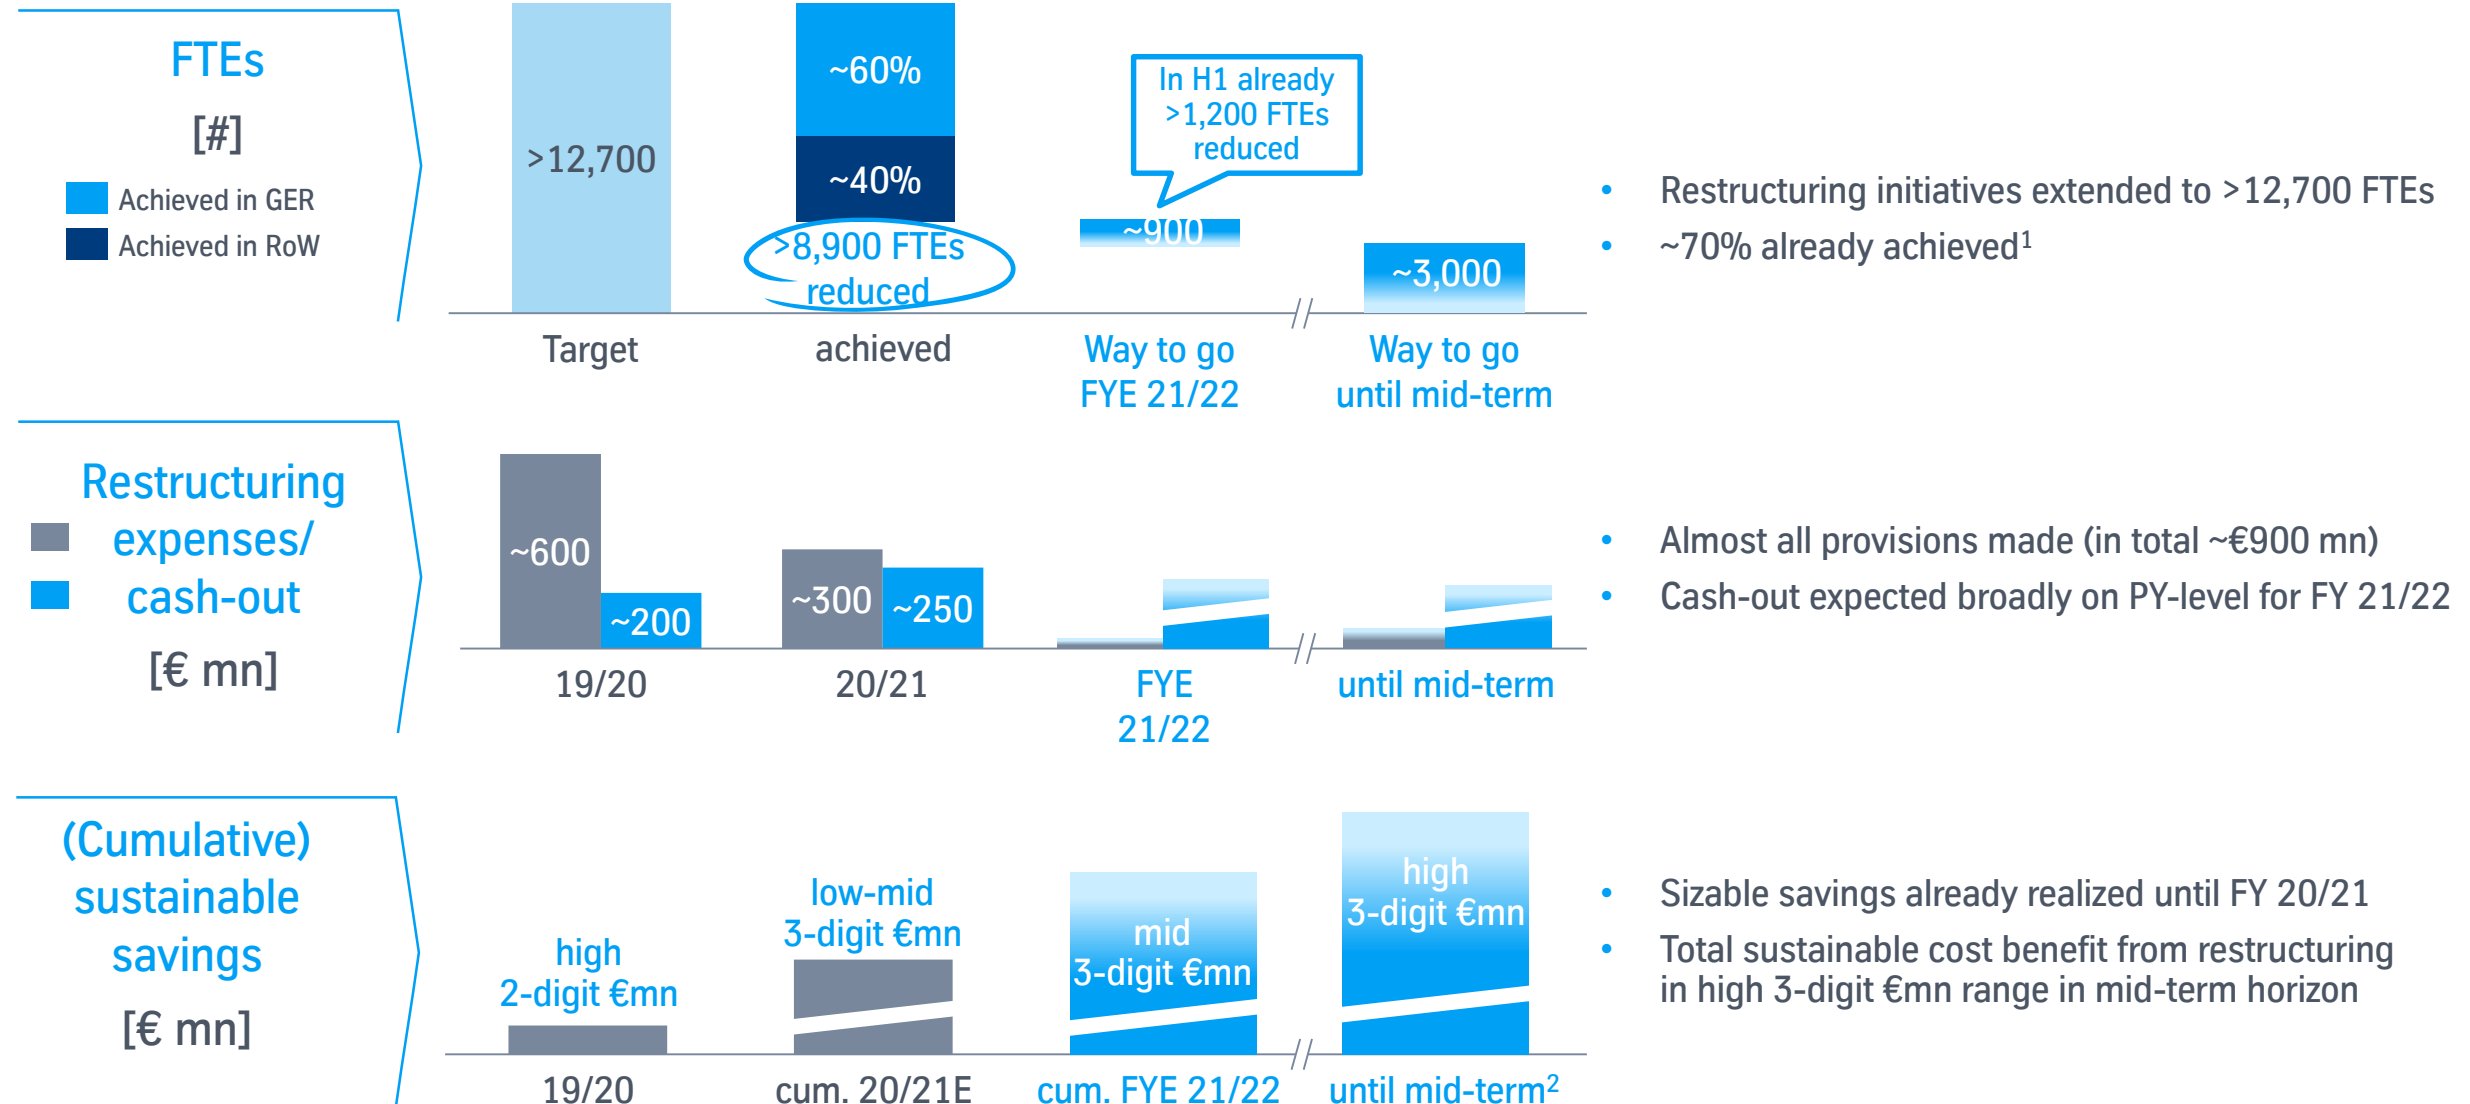 FTEs
[#]
Achieved in GER
Achieved in RoW
>12,700
~60%
~40%
>8,900 FTEs
reduced
In H1 already
>1,200 FTEs
reduced
~900
~3,000
Target
achieved
Way to go
FYE 21/22
Way to go
until mid-term
• Restructuring initiatives extended to >12,700 FTEs
• ~70% already achieved¹
Restructuring
expenses/
cash-out
[€ mn]
~600
~200
~300
~250
19/20
20/21
FYE
21/22
until mid-term
• Almost all provisions made (in total ~€900 mn)
• Cash-out expected broadly on PY-level for FY 21/22
(Cumulative)
sustainable
savings
[€ mn]
high
2-digit €mn
low-mid
3-digit €mn
mid
3-digit €mn
high
3-digit €mn
19/20
cum. 20/21E
cum. FYE 21/22
until mid-term²
• Sizable savings already realized until FY 20/21
• Total sustainable cost benefit from restructuring
in high 3-digit €mn range in mid-term horizon